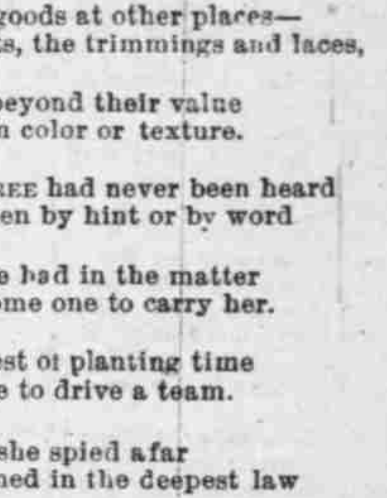 goods at other places—
s, the trimmings and laces,
beyond their value
n color or texture.
REE had never been heard
en by hint or by word
e had in the matter
ome one to carry her.
est of planting time
e to drive a team.
she spied afar
ned in the deepest law